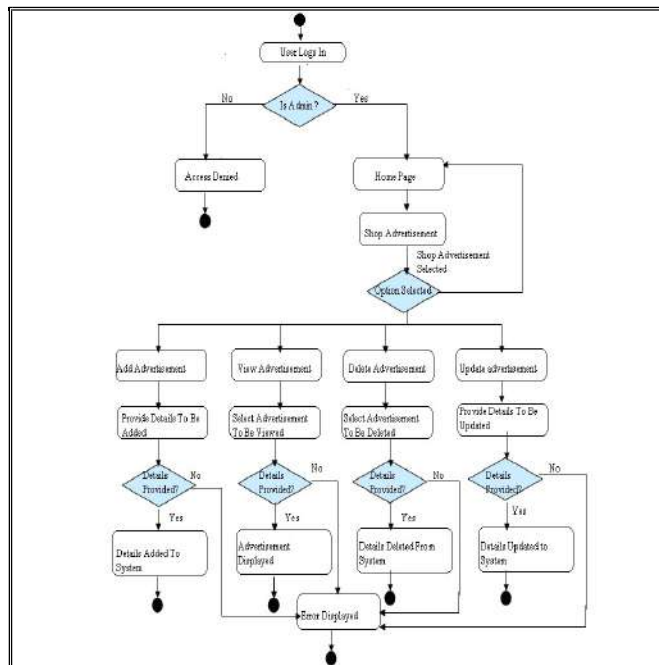 User Logs In
No
Yes
Is Admin ?
Access Denied
Home Page
Shop Advertisement
Shop Advertisement
Selected
Option Selected
Add Advertisement
View Advertisement
Delete Advertisement
Update advertisement
Provide Details To Be
Added
Select Advertisement
To Be Viewed
Select Advertisement
To Be Deleted
Provide Details To Be
Updated
Details
Provided?
No
Details
Provided?
No
Details
Provided?
No
Details
Provided?
No
Yes
Yes
Yes
Yes
Details Added To
System
Advertisement
Displayed
Details Deleted From
System
Details Updated to
System
Error Displayed